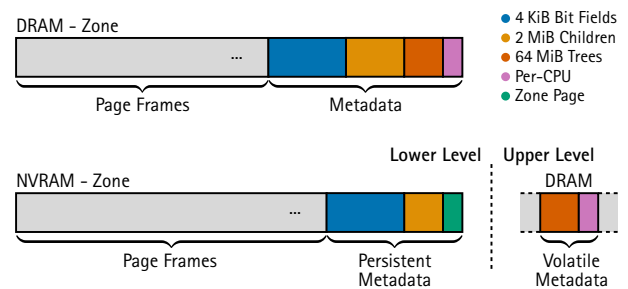 DRAM - Zone
...
Page Frames
Metadata
4 KiB Bit Fields
2 MiB Children
64 MiB Trees
Per-CPU
Zone Page
Lower Level
Upper Level
NVRAM - Zone
DRAM
...
Page Frames
Persistent
Metadata
Volatile
Metadata